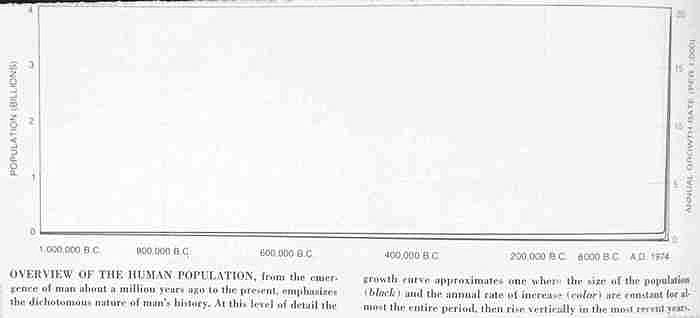 4
3
2
1
0
POPULATION (BILLIONS)
20
15
10
5
0
ANNUAL GROWTH RATE (PER 1,000)
1,000,000 B.C. 800,000 B.C. 600,000 B.C. 400,000 B.C. 200,000 B.C. 8000 B.C. A.D. 1974
OVERVIEW OF THE HUMAN POPULATION, from the emer-
gence of man about a million years ago to the present, emphasizes
the dichotomous nature of man's history. At this level of detail the
growth curve approximates one where the size of the population
(black) and the annual rate of increase (color) are constant for al-
most the entire period, then rise vertically in the most recent years.